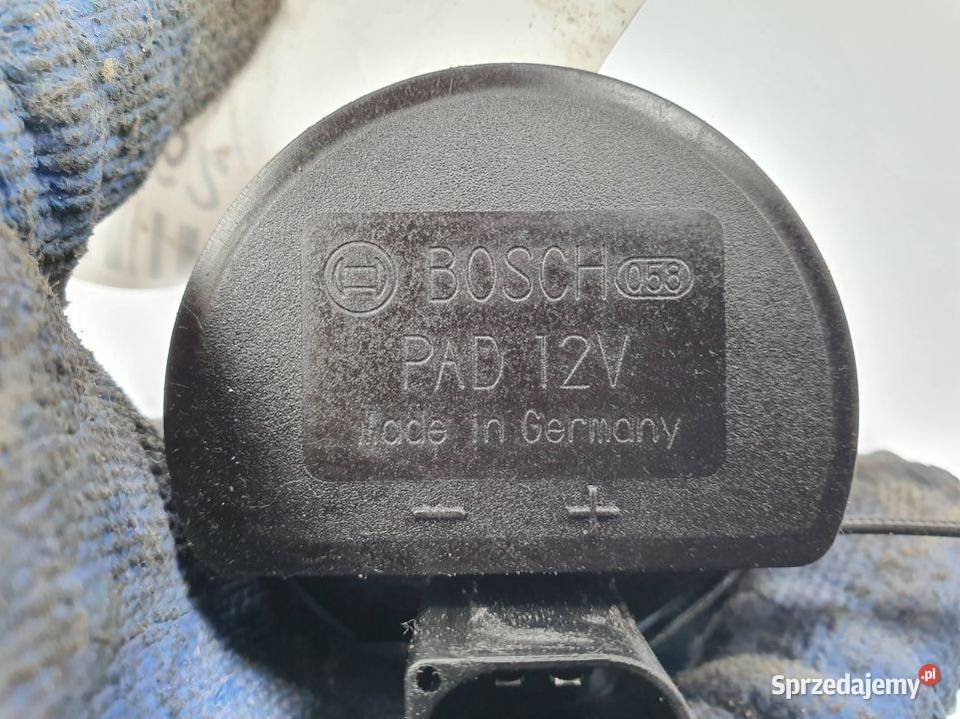 BOSCH 058
PAD 12V
Made in Germany
- +
Sprzedajemy.pl